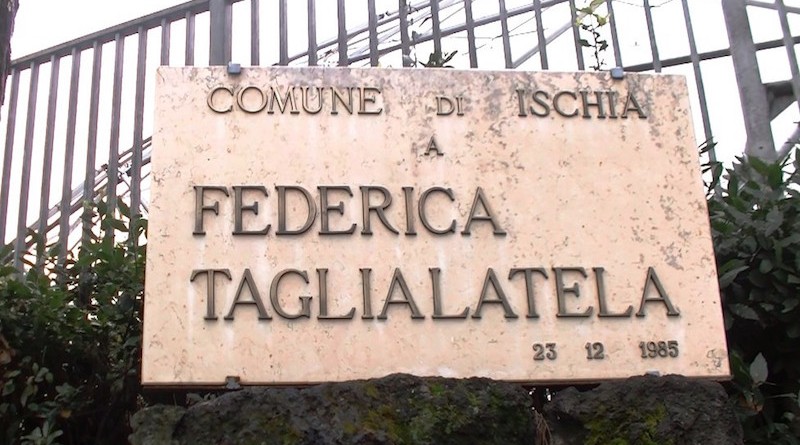 COMUNE DI ISCHIA
A
FEDERICA
TAGLIALATELA
23 12 1985